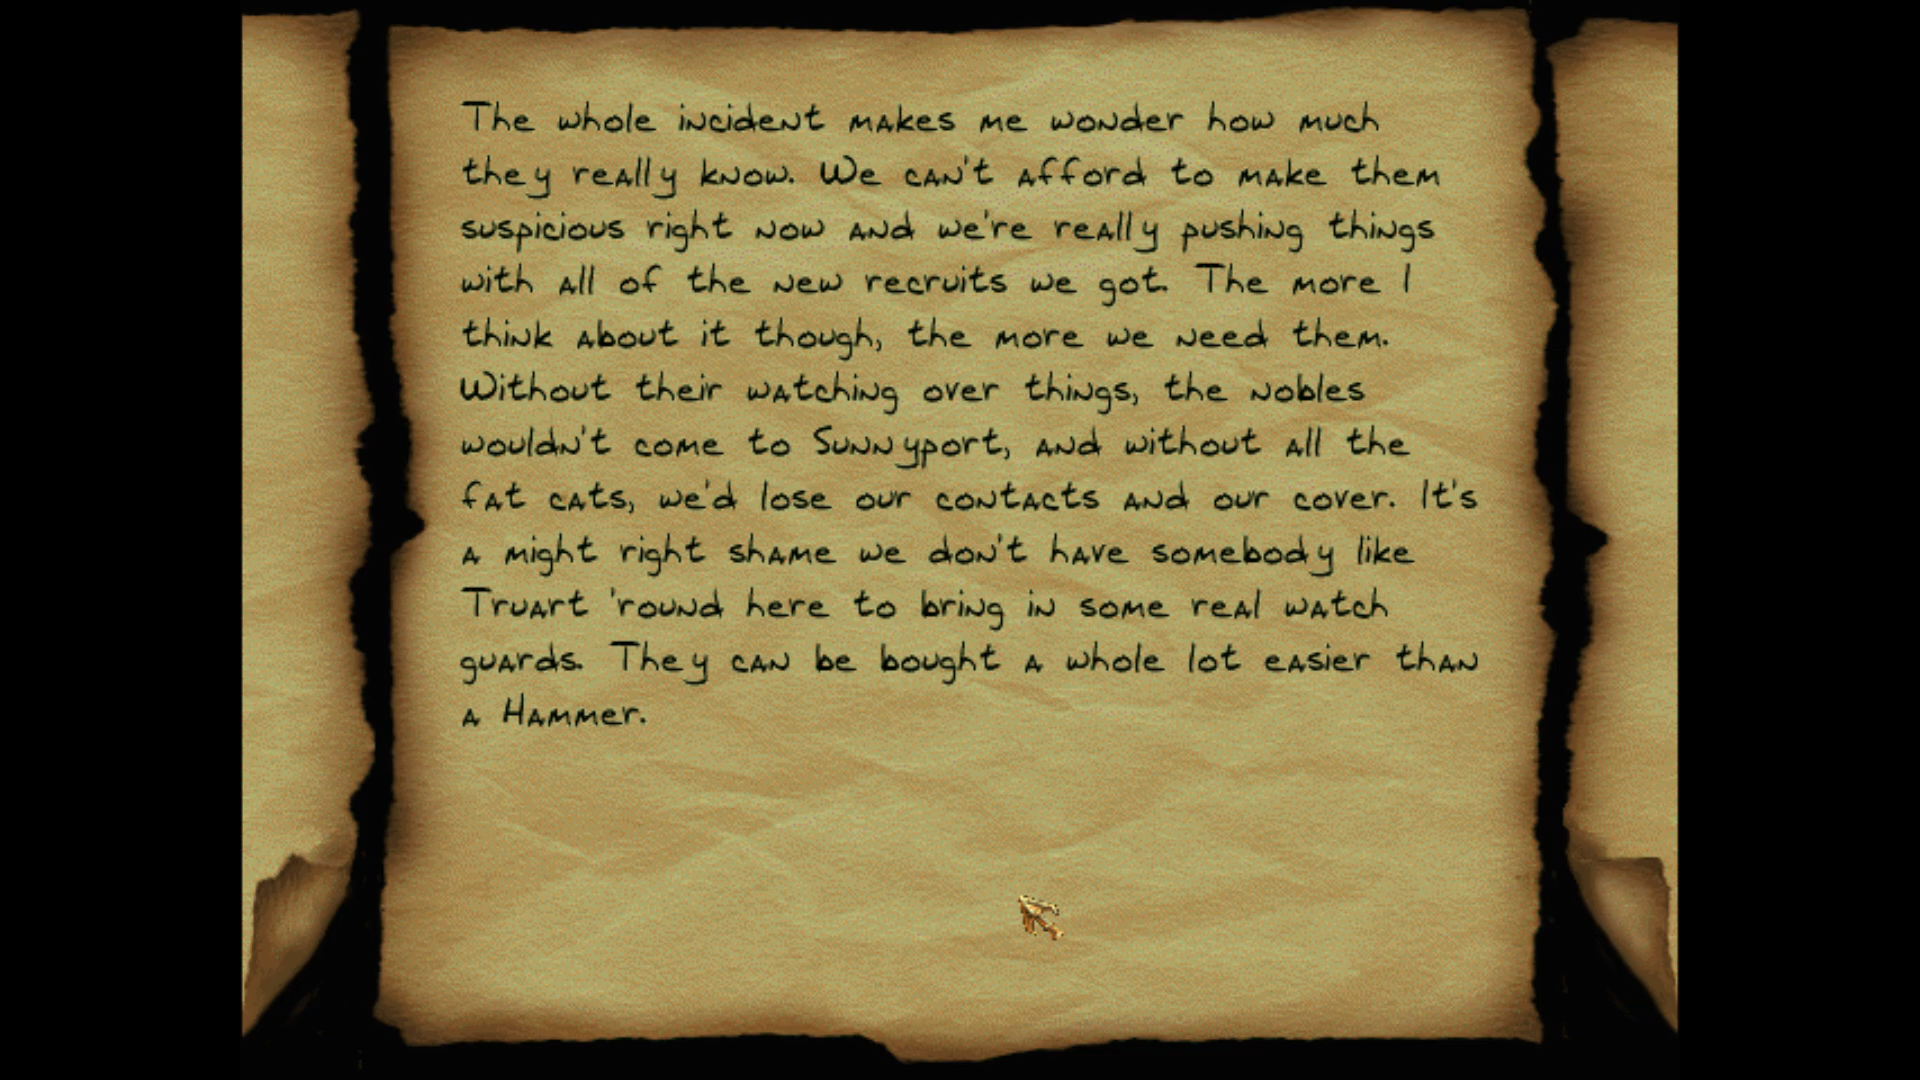 The whole incident makes me wonder how much
they really know. We can't afford to make them
suspicious right now and we're really pushing things
with all of the new recruits we got. The more I
think about it though, the more we need them.
Without their watching over things, the nobles
wouldn't come to Sunnyport, and without all the
fat cats, we'd lose our contacts and our cover. It's
a might right shame we don't have somebody like
Truart 'round here to bring in some real watch
guards. They can be bought a whole lot easier than
a Hammer.